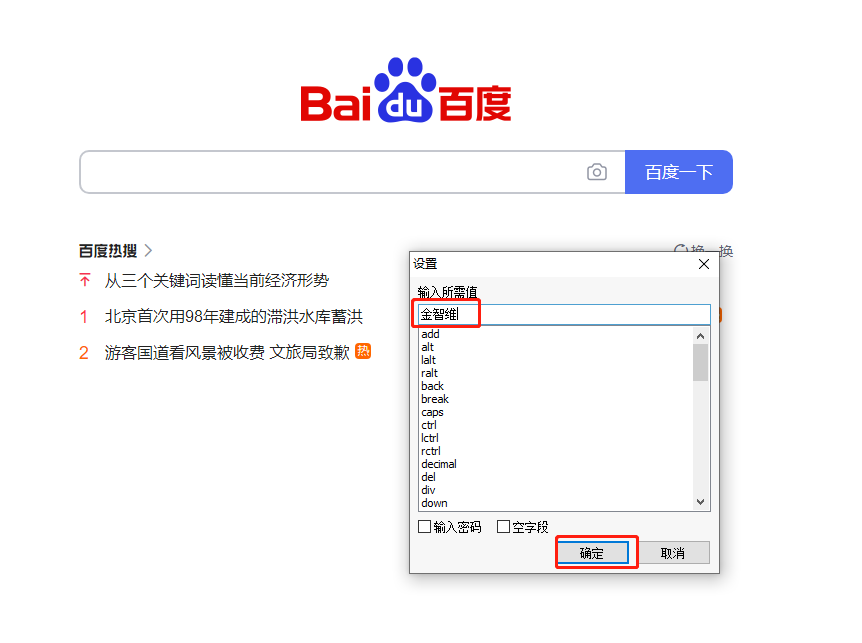 Bai du 百度
百度一下
百度热搜
换一换
从三个关键词读懂当前经济形势
1 北京首次用98年建成的滞洪水库蓄洪
2 游客国道看风景被收费 文旅局致歉 热
设置
输入所需值
金智维
add
alt
lalt
ralt
back
break
caps
ctrl
lctrl
rctrl
decimal
del
div
down
输入密码 空字段
确定 取消